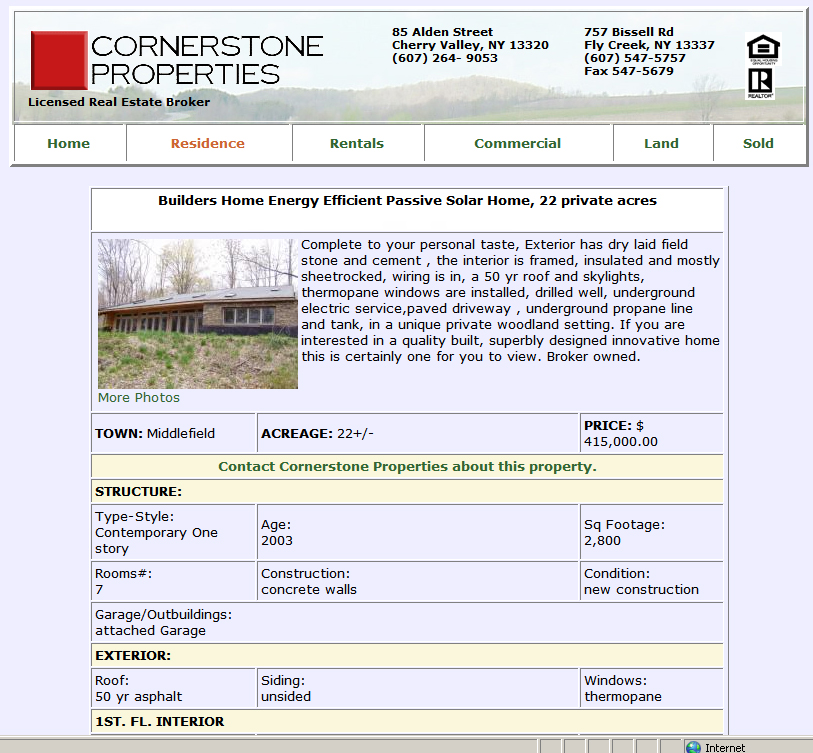 CORNERSTONE
PROPERTIES
Licensed Real Estate Broker
85 Alden Street
Cherry Valley, NY 13320
(607) 264- 9053
757 Bissell Rd
Fly Creek, NY 13337
(607) 547-5757
Fax 547-5679
EQUAL HOUSING
OPPORTUNITY
REALTOR®
Home Residence Rentals Commercial Land Sold
Builders Home Energy Efficient Passive Solar Home, 22 private acres
Complete to your personal taste, Exterior has dry laid field
stone and cement , the interior is framed, insulated and mostly
sheetrocked, wiring is in, a 50 yr roof and skylights,
thermopane windows are installed, drilled well, underground
electric service,paved driveway , underground propane line
and tank, in a unique private woodland setting. If you are
interested in a quality built, superbly designed innovative home
this is certainly one for you to view. Broker owned.
More Photos
TOWN: Middlefield
ACREAGE: 22+/-
PRICE: $
415,000.00
Contact Cornerstone Properties about this property.
STRUCTURE:
Type-Style:
Contemporary One
story
Age:
2003
Sq Footage:
2,800
Rooms#:
7
Construction:
concrete walls
Condition:
new construction
Garage/Outbuildings:
attached Garage
EXTERIOR:
Roof:
50 yr asphalt
Siding:
unsided
Windows:
thermopane
1ST. FL. INTERIOR
Internet